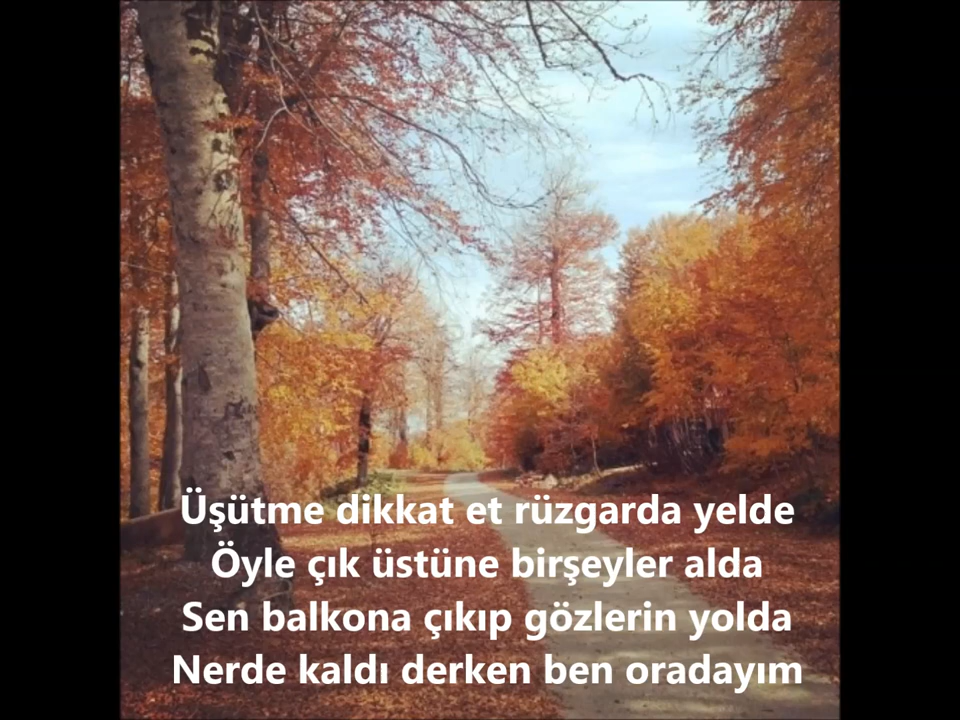 Üşütme dikkat et rüzgarda yelde
Öyle çık üstüne birşeyler alda
Sen balkona çıkıp gözlerin yolda
Nerde kaldı derken ben oradayım